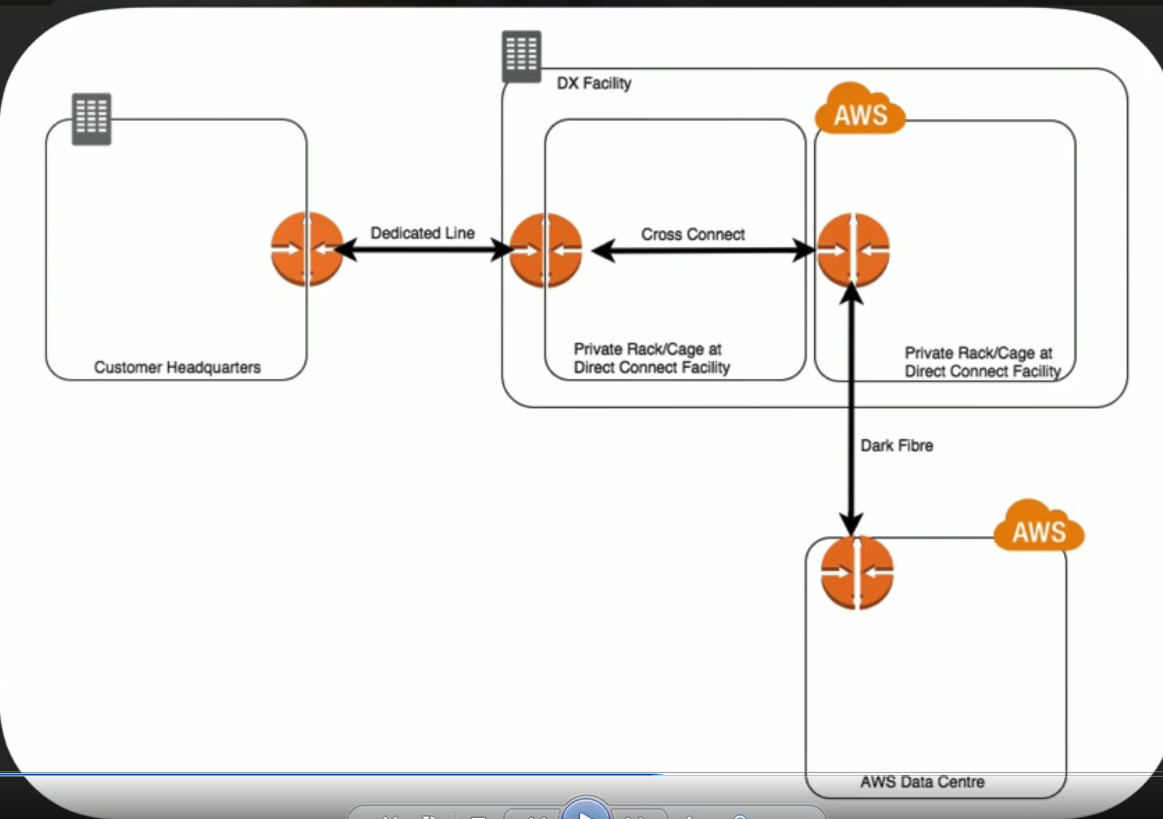 DX Facility
AWS
Dedicated Line
Cross Connect
Customer Headquarters
Private Rack/Cage at
Direct Connect Facility
Private Rack/Cage at
Direct Connect Facility
Dark Fibre
AWS
AWS Data Centre